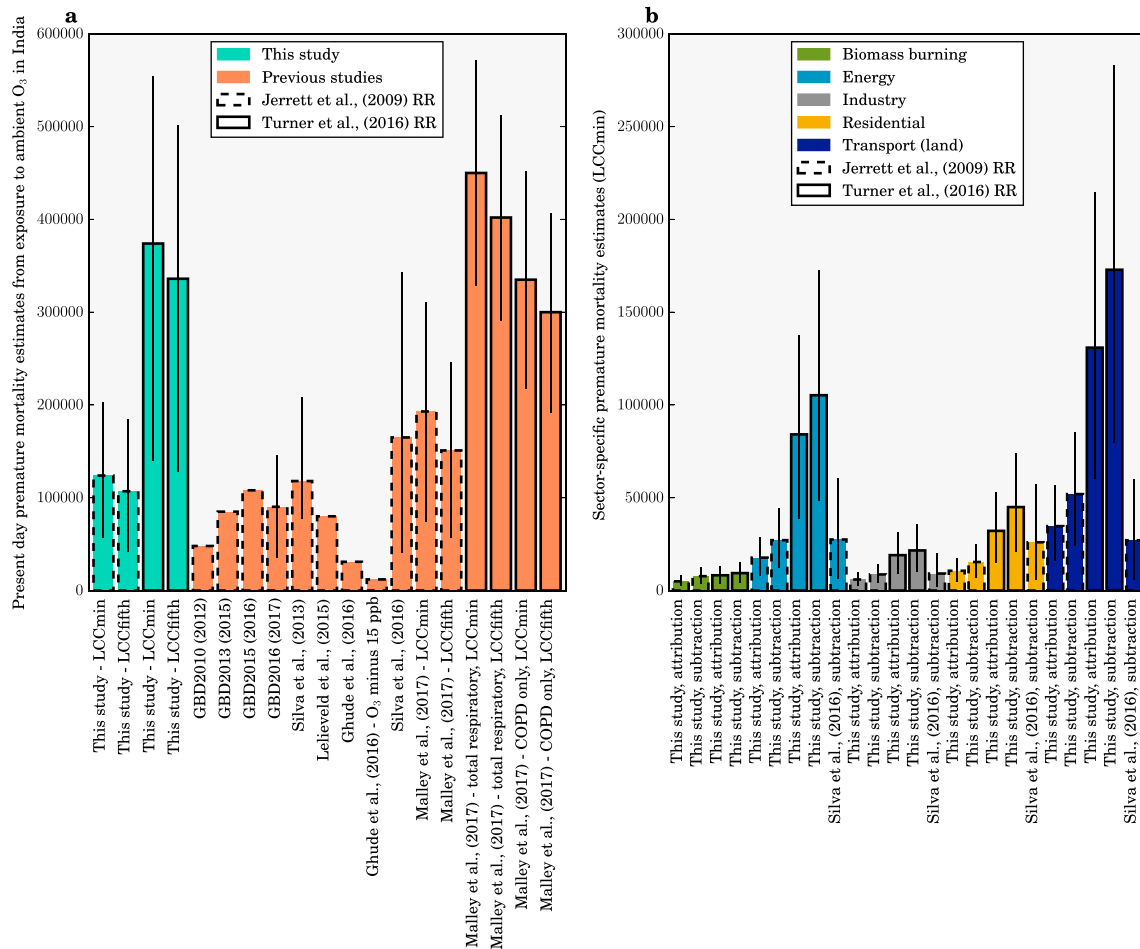 a
Present day premature mortality estimates from exposure to ambient O3 in India
600000
500000
400000
300000
200000
100000
0
This study
Previous studies
Jerrett et al., (2009) RR
Turner et al., (2016) RR
This study - LCCmin
This study - LCCfifth
This study - LCCmin
This study - LCCfifth
GBD2010 (2012)
GBD2013 (2015)
GBD2015 (2016)
GBD2016 (2017)
Silva et al., (2013)
Lelieveld et al., (2015)
Ghude et al., (2016)
Ghude et al., (2016) - O3 minus 15 ppb
Silva et al., (2016)
Malley et al., (2017) - LCCmin
Malley et al., (2017) - LCCfifth
Malley et al., (2017) - total respiratory, LCCmin
Malley et al., (2017) - total respiratory, LCCfifth
Malley et al., (2017) - COPD only, LCCmin
Malley et al., (2017) - COPD only, LCCfifth
b
Sector-specific premature mortality estimates (LCCmin)
300000
250000
200000
150000
100000
50000
0
Biomass burning
Energy
Industry
Residential
Transport (land)
Jerrett et al., (2009) RR
Turner et al., (2016) RR
This study, attribution
This study, subtraction
This study, attribution
This study, subtraction
This study, attribution
This study, subtraction
This study, attribution
This study, subtraction
Silva et al., (2016), subtraction
This study, attribution
This study, subtraction
This study, attribution
This study, subtraction
Silva et al., (2016), subtraction
This study, attribution
This study, subtraction
This study, attribution
This study, subtraction
Silva et al., (2016), subtraction
This study, attribution
This study, subtraction
This study, attribution
This study, subtraction
Silva et al., (2016), subtraction